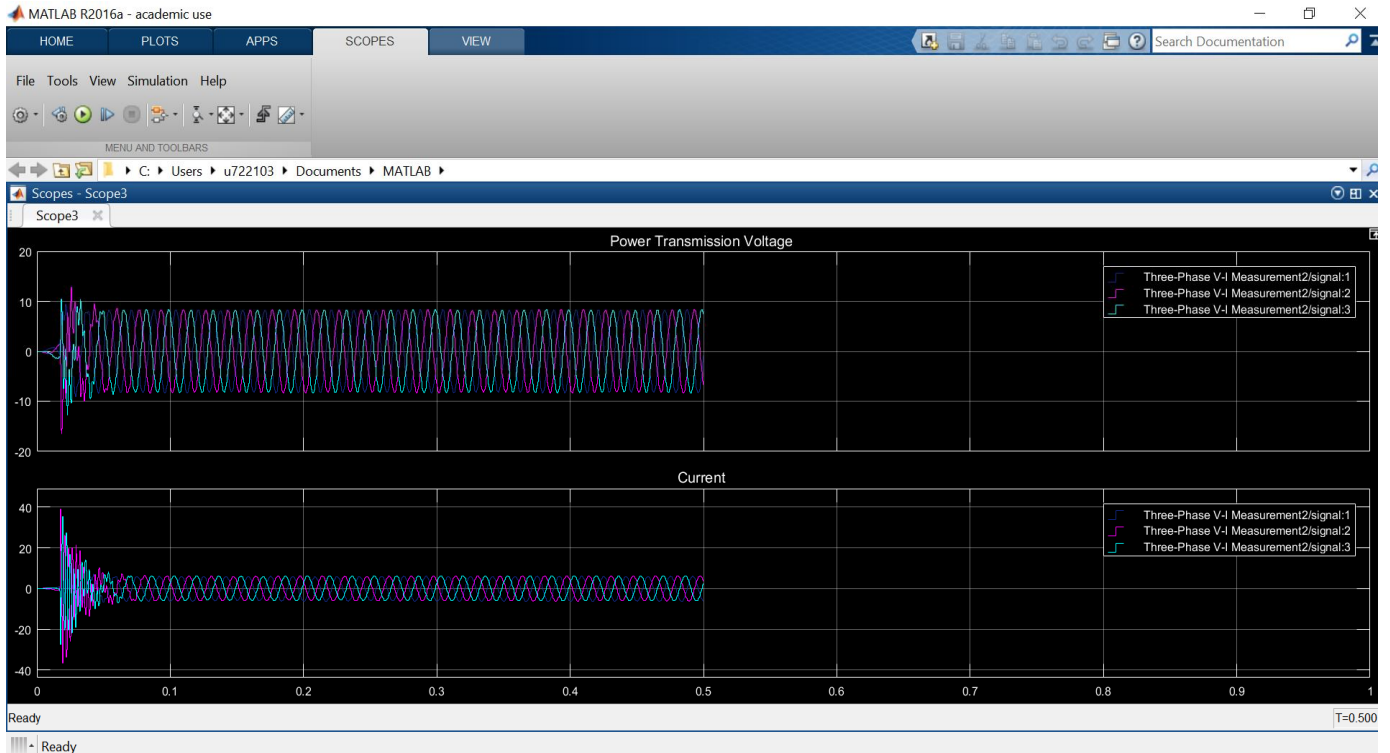 MATLAB R2016a - academic use
HOME PLOTS APPS SCOPES VIEW
Search Documentation
File Tools View Simulation Help
MENU AND TOOLBARS
C: Users u722103 Documents MATLAB
Scopes - Scope3
Scope3
Power Transmission Voltage
20
10
0
-10
-20
Three-Phase V-I Measurement2/signal:1
Three-Phase V-I Measurement2/signal:2
Three-Phase V-I Measurement2/signal:3
Current
40
20
0
-20
-40
Three-Phase V-I Measurement2/signal:1
Three-Phase V-I Measurement2/signal:2
Three-Phase V-I Measurement2/signal:3
0 0.1 0.2 0.3 0.4 0.5 0.6 0.7 0.8 0.9 1
Ready T=0.500
Ready